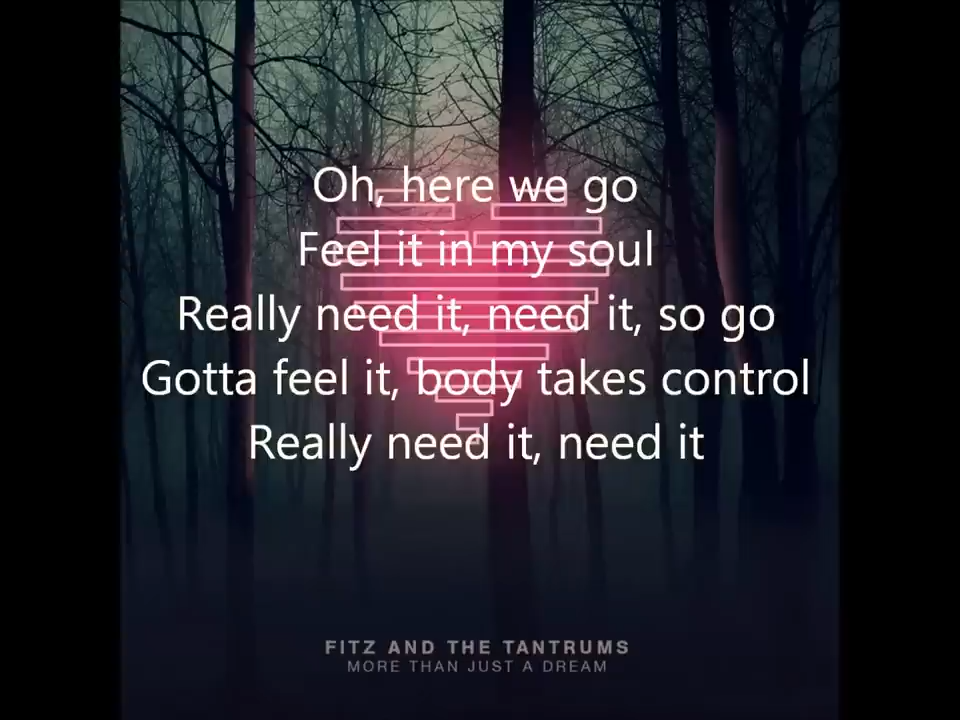 Oh, here we go
Feel it in my soul
Really need it, need it, so go
Gotta feel it, body takes control
Really need it, need it
FITZ AND THE TANTRUMS
MORE THAN JUST A DREAM